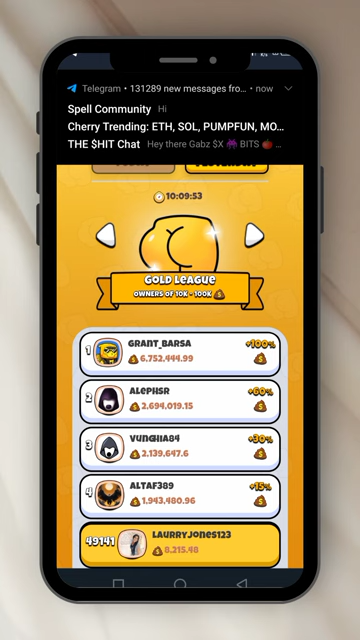 Telegram • 131289 new messages fro... • now
Spell Community Hi
Cherry Trending: ETH, SOL, PUMPFUN, MO...
THE $HIT Chat Hey there Gabz $X 👾 BITS 🍅 ...
10:09:53
GOLD LEAGUE
OWNERS OF 10K - 100K
1 GRANT_BARSA +100%
6.752.444.99
2 ALEPHSR +60%
2.694.019.15
3 VUNGHIA84 +30%
2.139.647.6
4 ALTAF389 +15%
1.943.480.96
49141 LAURRYJONES123
8.215.48